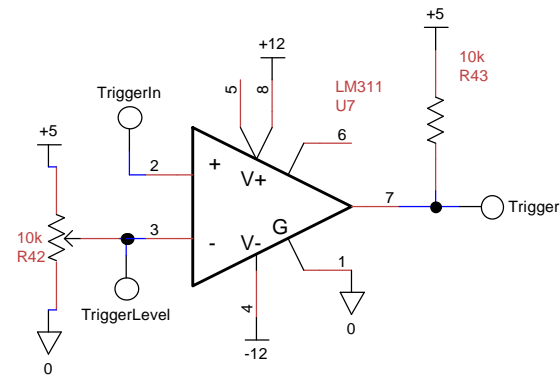 +5
+12
10k
R43
LM311
U7
TriggerIn
5
8
6
+5
2
+
V+
7
Trigger
10k
R42
3
-
V-
G
1
TriggerLevel
4
0
0
-12